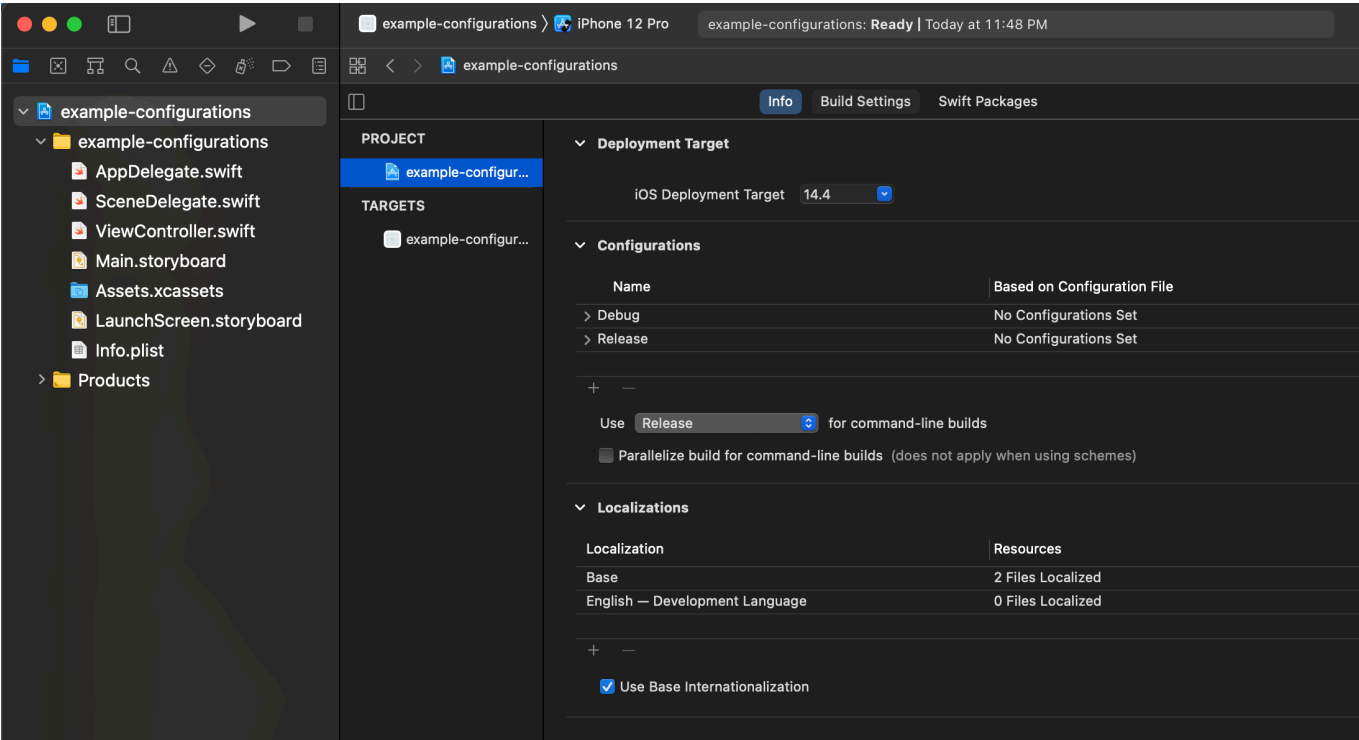 example-configurations 〉 iPhone 12 Pro
example-configurations: Ready | Today at 11:48 PM
example-configurations
example-configurations
example-configurations
AppDelegate.swift
SceneDelegate.swift
ViewController.swift
Main.storyboard
Assets.xcassets
LaunchScreen.storyboard
Info.plist
Products
Info Build Settings Swift Packages
PROJECT
example-configur...
TARGETS
example-configur...
Deployment Target
iOS Deployment Target 14.4
Configurations
Name Based on Configuration File
Debug No Configurations Set
Release No Configurations Set
Use Release for command-line builds
Parallelize build for command-line builds (does not apply when using schemes)
Localizations
Localization Resources
Base 2 Files Localized
English — Development Language 0 Files Localized
Use Base Internationalization